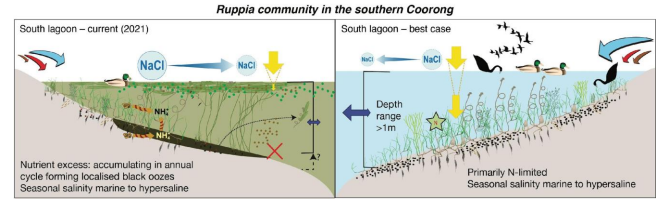 Ruppia community in the southern Coorong
South lagoon – current (2021)
NaCl
NaCl
NH₄⁺
NH₄⁺
?
Nutrient excess: accumulating in annual
cycle forming localised black oozes
Seasonal salinity marine to hypersaline
South lagoon – best case
NaCl
NaCl
Depth
range
>1m
Primarily N-limited
Seasonal salinity marine to hypersaline